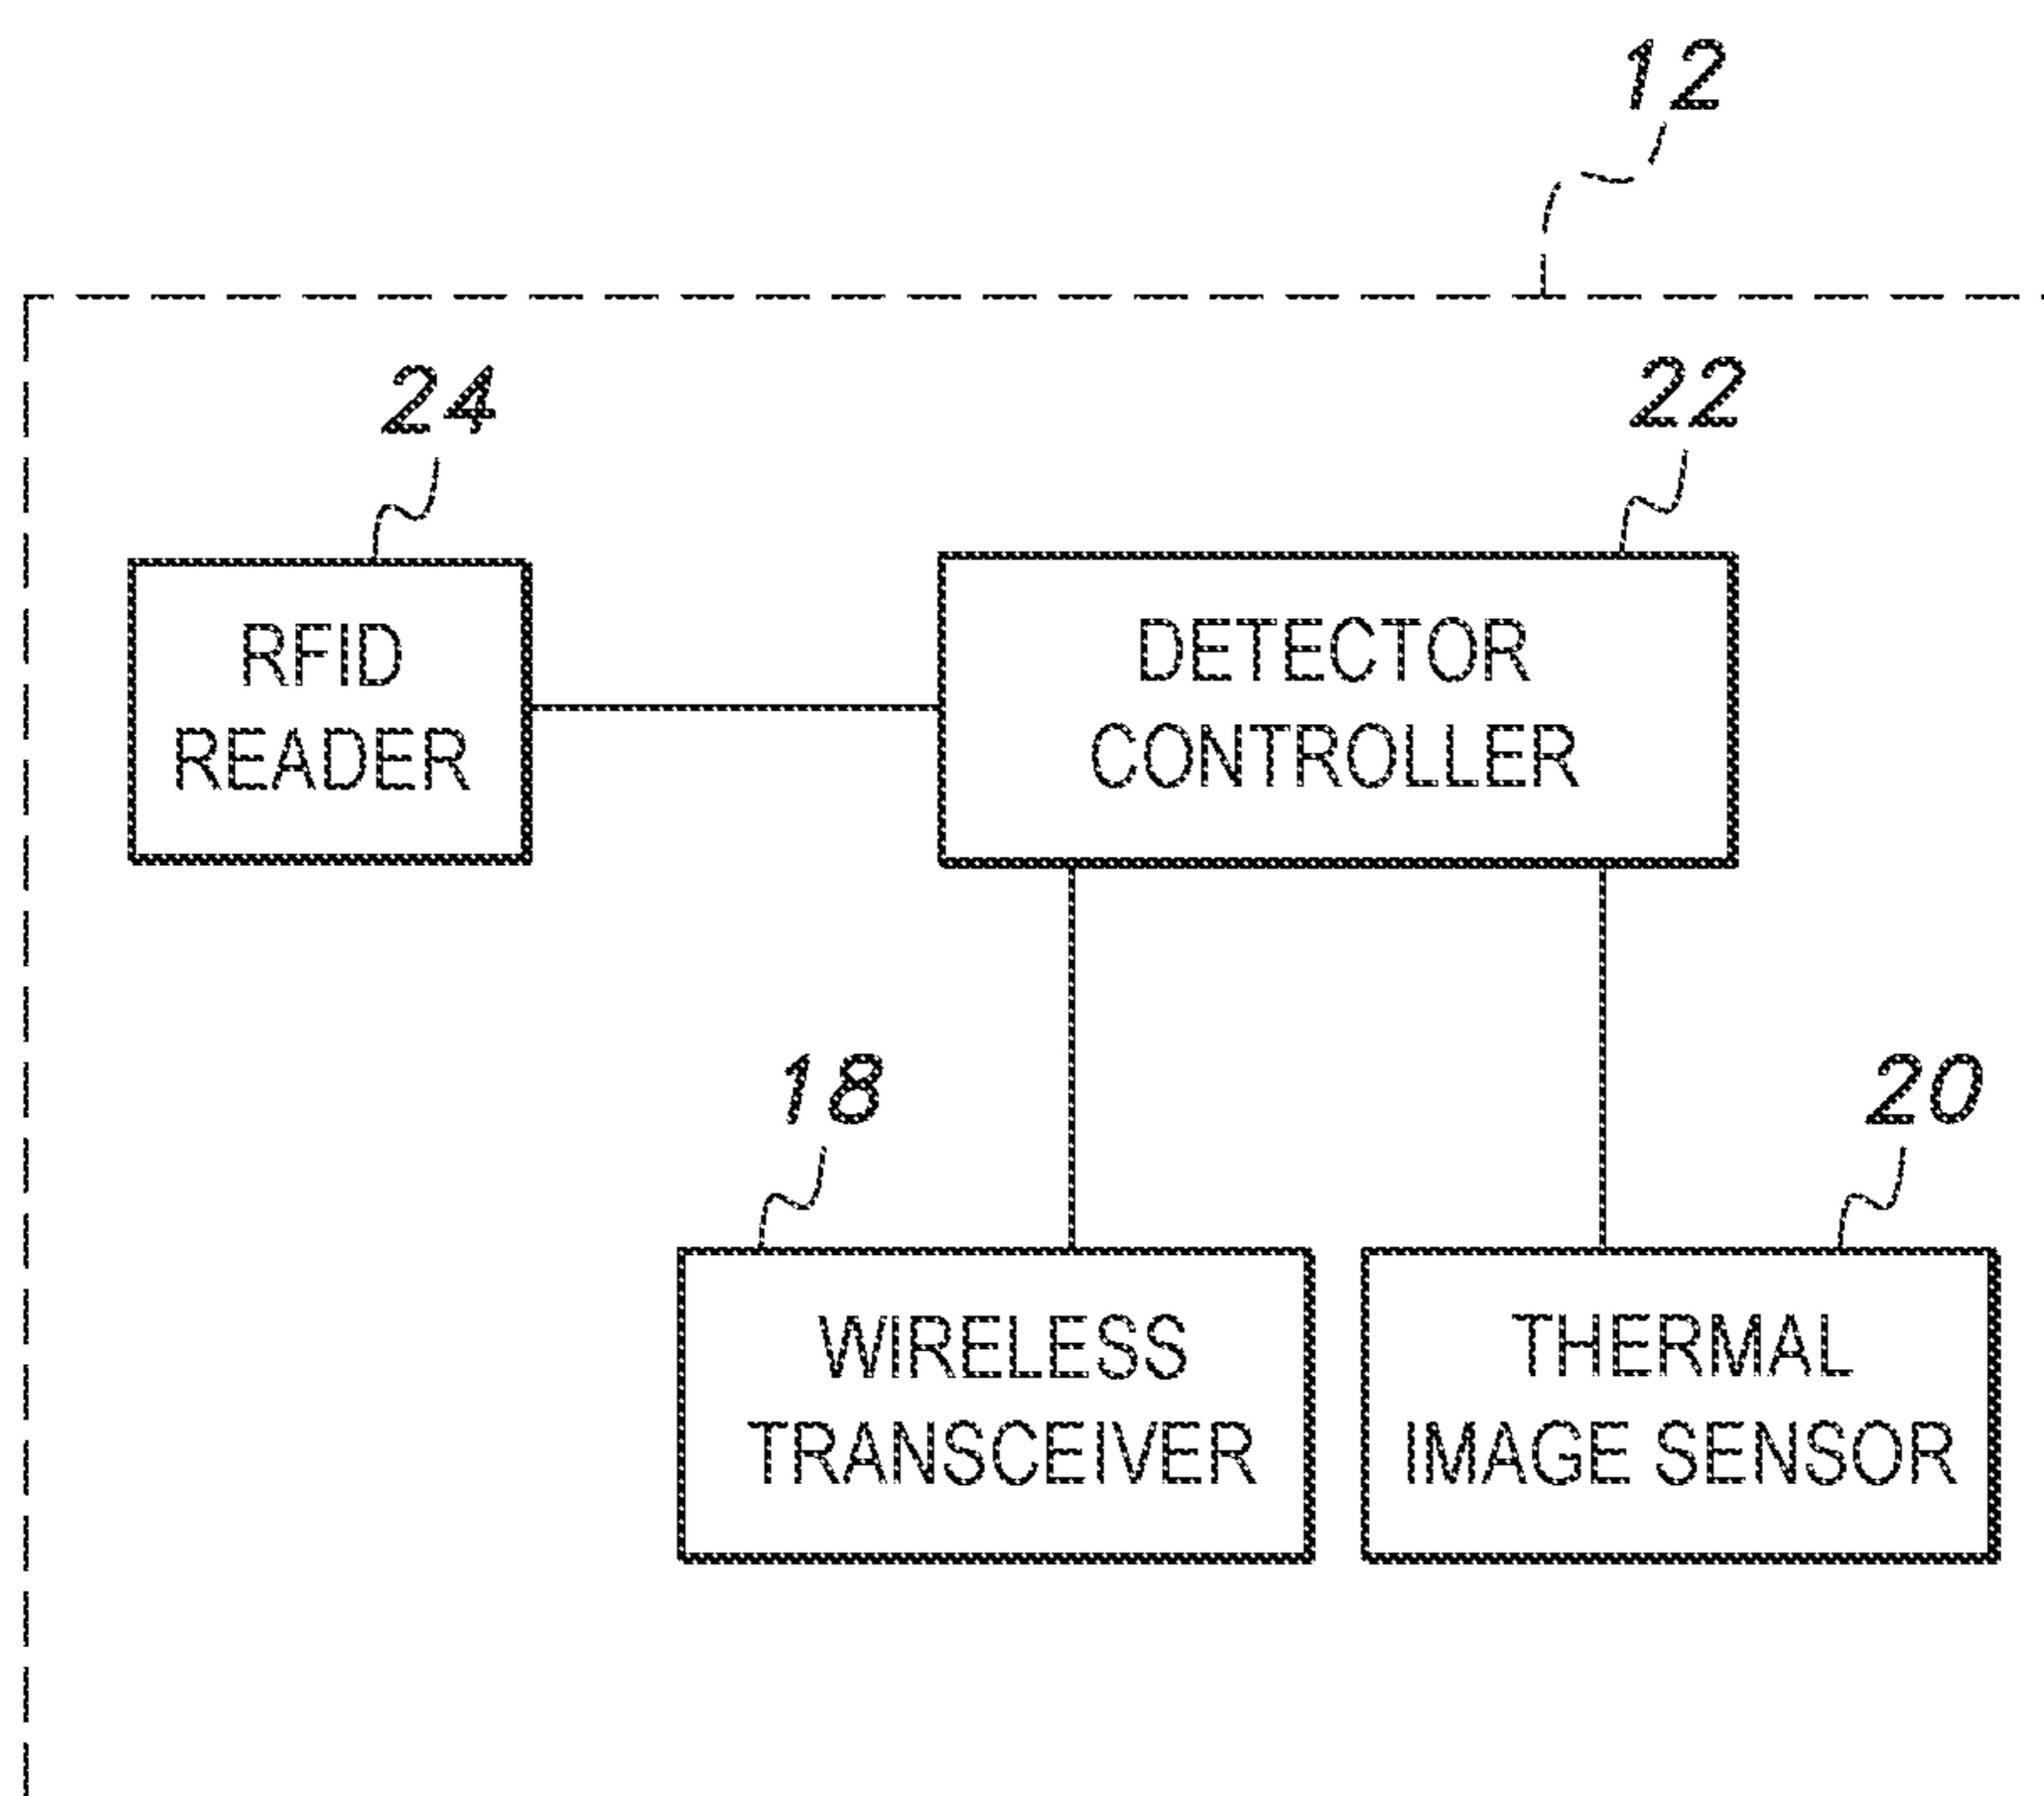 12
24
22
RFID
READER
DETECTOR
CONTROLLER
18
20
WIRELESS
TRANSCEIVER
THERMAL
IMAGE SENSOR